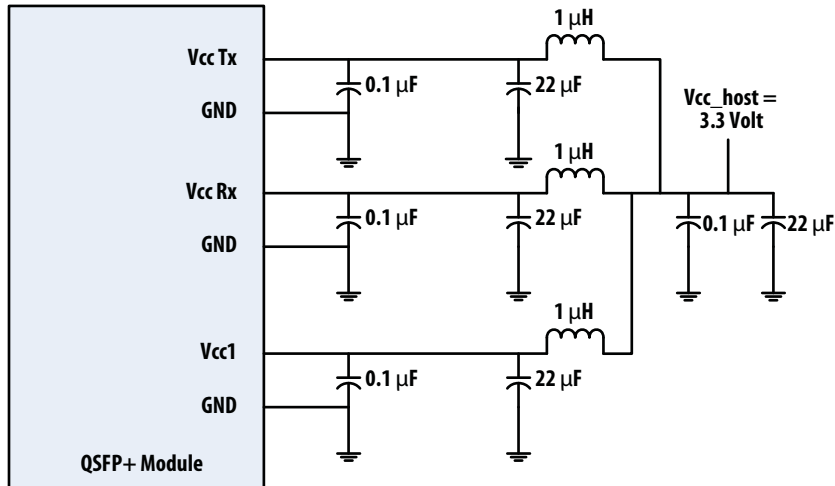 1 µH
Vcc Tx
0.1 µF
22 µF
GND
Vcc_host =
3.3 Volt
1 µH
Vcc Rx
0.1 µF
22 µF
0.1 µF
22 µF
GND
1 µH
Vcc1
0.1 µF
22 µF
GND
QSFP+ Module